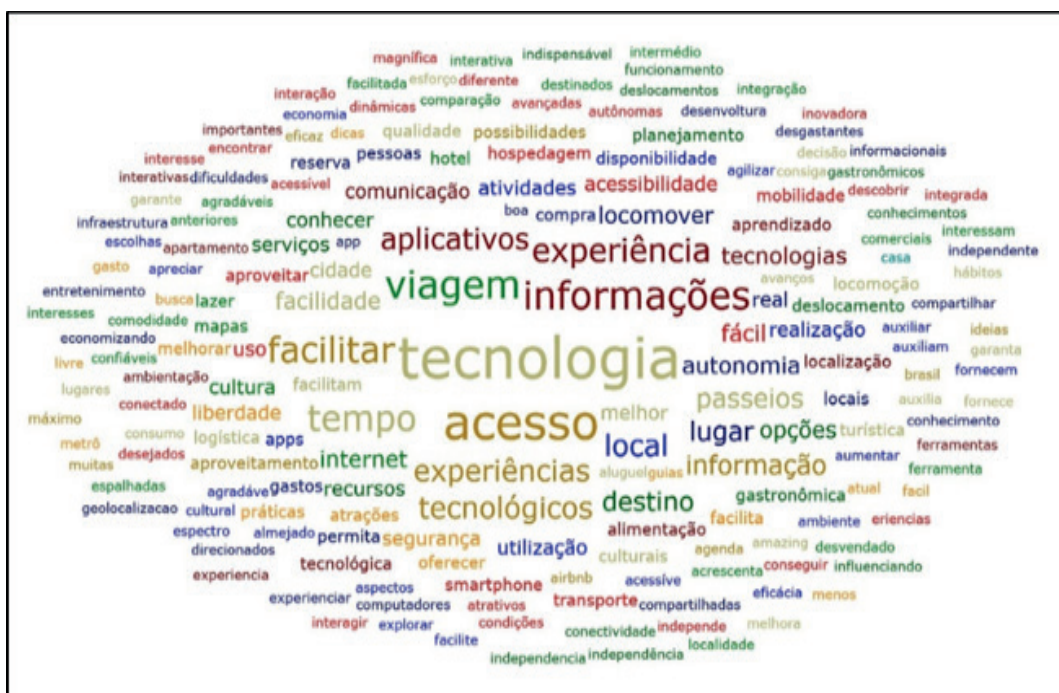 magnífica interativa indispensável intermédio
funcionamento
facilitada esforço diferente destinados deslocamentos integração
interação dinâmicas comparação avançadas autônomas desenvoltura inovadora
economia
importantes eficaz dicas qualidade possibilidades planejamento desgastantes
encontrar
interesse reserva pessoas hotel hospedagem disponibilidade decisão informacionais
interativas dificuldades acessível comunicação atividades acessibilidade agilizar consiga gastronômicos
garante agradáveis mobilidade descobrir integrada
infraestrutura anteriores conhecer boa compra locomover aprendizado conhecimentos
interessam
escolhas apartamento serviços app aplicativos experiência tecnologias comerciais casa independente
gasto apreciar aproveitar cidade viagem informações avanços locomoção hábitos
entretenimento busca lazer facilidade real deslocamento compartilhar
interesses comodidade mapas
economizando fácil realização auxiliar ideias
livre confiáveis melhorar uso facilitar tecnologia autonomia localização auxiliam garanta
ambientação brasil fornecem
lugares cultura facilitam
conectado liberdade tempo acesso melhor passeios locais auxilia fornece
máximo consumo logística apps local lugar opções turística conhecimento
metrô desejados ferramentas
muitas aproveitamento internet experiências aluguel guias informação aumentar ferramenta
espalhadas agradáve gastos recursos tecnológicos destino gastronômica atual facil
geolocalizacao cultural práticas atrações alimentação facilita ambiente eriencias
espectro almejado permita segurança utilização culturais agenda amazing desvendado
direcionados tecnológica oferecer airbnb acessíve acrescenta conseguir influenciando
experiencia aspectos smartphone
experienciar computadores atrativos transporte compartilhadas eficácia menos
interagir explorar condições conectividade independe melhora
facilite localidade
independencia independência